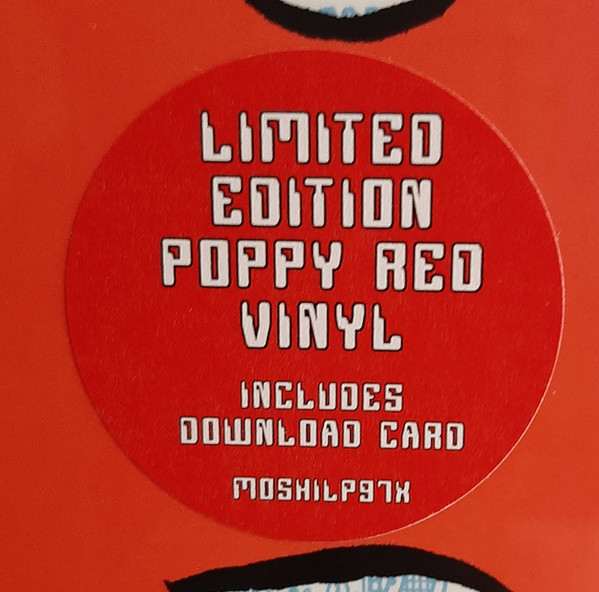 LIMITED
EDITION
POPPY RED
VINYL
INCLUDES
DOWNLOAD CARD
MOSHILP97X